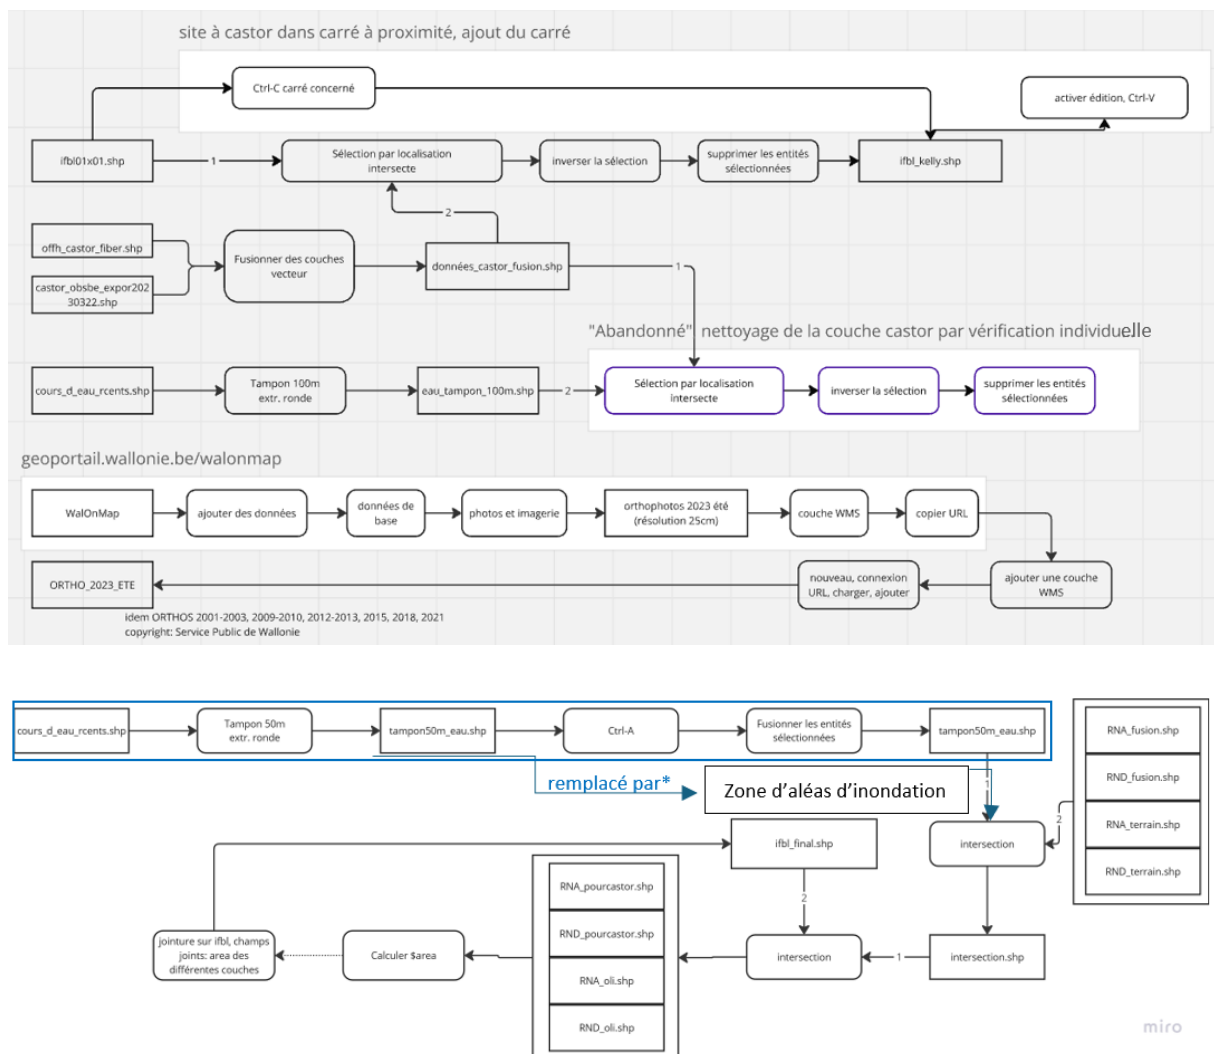 site à castor dans carré à proximité, ajout du carré
Ctrl-C carré concerné
activer édition, Ctrl-V
ifbl01x01.shp
1
Sélection par localisation
intersecte
inverser la sélection
supprimer les entités
sélectionnées
ifbl_kelly.shp
2
offh_castor_fiber.shp
castor_obsbe_expor202
30322.shp
Fusionner des couches
vecteur
données_castor_fusion.shp
1
"Abandonné" nettoyage de la couche castor par vérification individuelle
cours_d_eau_rcents.shp
Tampon 100m
extr. ronde
eau_tampon_100m.shp
2
Sélection par localisation
intersecte
inverser la sélection
supprimer les entités
sélectionnées
geoportail.wallonie.be/walonmap
WalOnMap
ajouter des données
données de
base
photos et imagerie
orthophotos 2023 été
(résolution 25cm)
couche WMS
copier URL
ORTHO_2023_ETE
nouveau, connexion
URL, charger, ajouter
ajouter une couche
WMS
idem ORTHOS 2001-2003, 2009-2010, 2012-2013, 2015, 2018, 2021
copyright: Service Public de Wallonie
cours_d_eau_rcents.shp
Tampon 50m
extr. ronde
tampon50m_eau.shp
Ctrl-A
Fusionner les entités
sélectionnées
tampon50m_eau.shp
RNA_fusion.shp
RND_fusion.shp
RNA_terrain.shp
RND_terrain.shp
remplacé par*
Zone d'aléas d'inondation
1
2
intersection
ifbl_final.shp
2
RNA_pourcastor.shp
RND_pourcastor.shp
RNA_oli.shp
RND_oli.shp
jointure sur ifbl, champs
joints: area des
différentes couches
Calculer $area
intersection
1
intersection.shp
miro